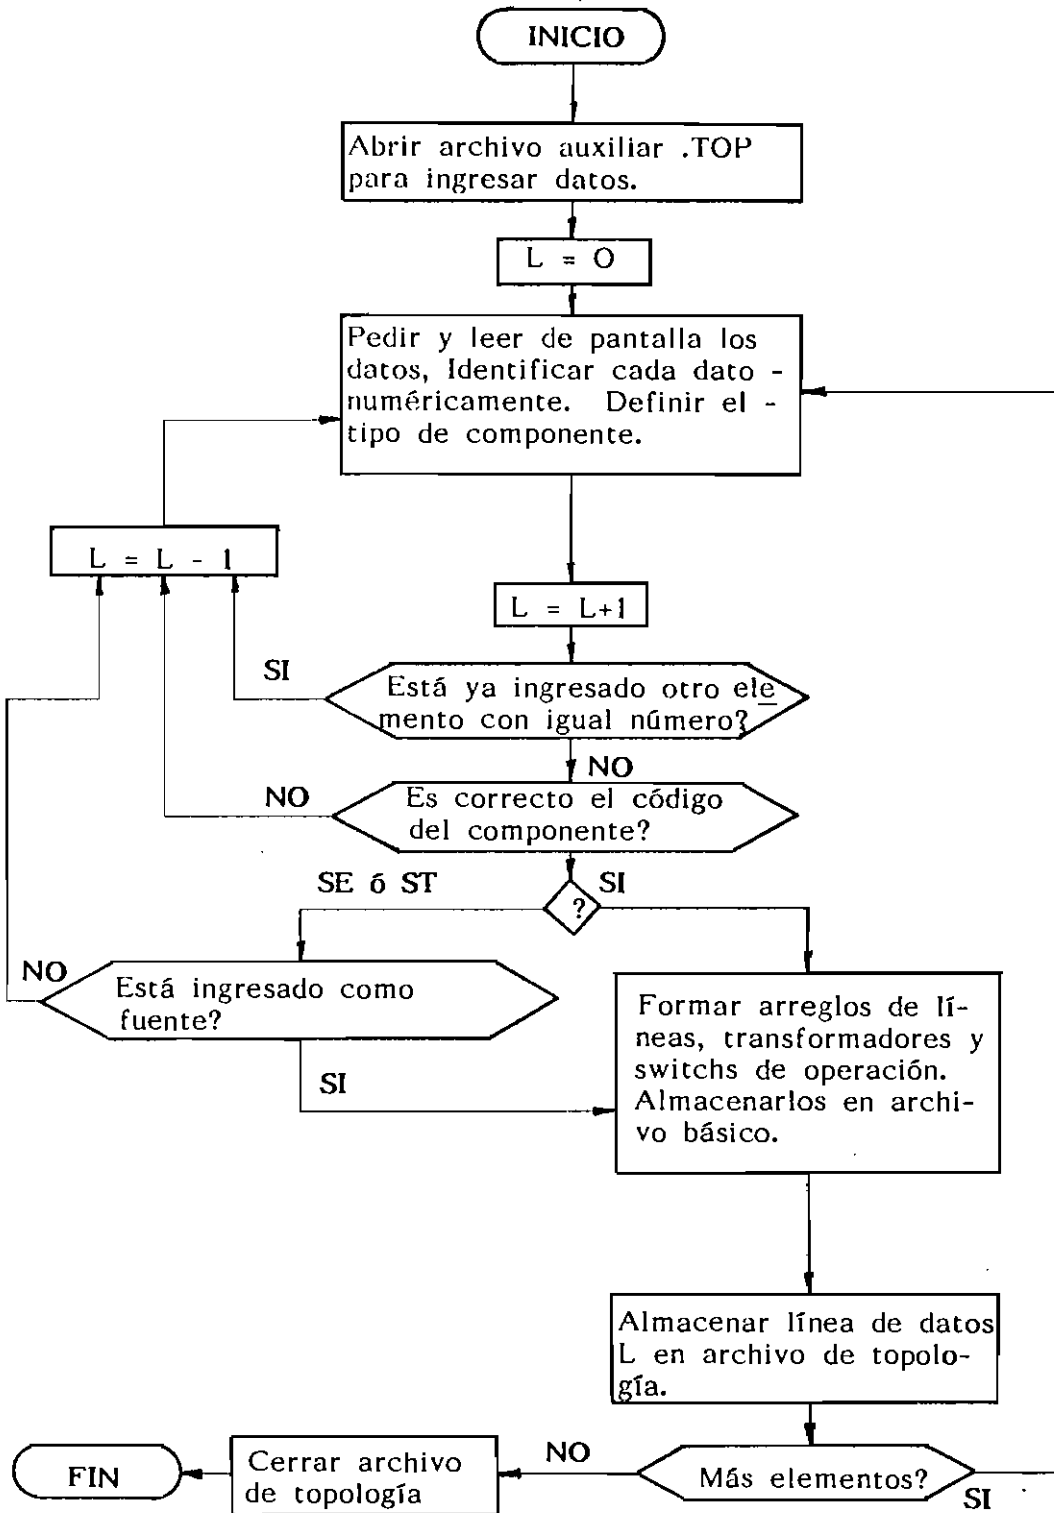 INICIO
Abrir archivo auxiliar .TOP
para ingresar datos.
L = O
Pedir y leer de pantalla los
datos, Identificar cada dato -
numéricamente. Definir el -
tipo de componente.
L = L - 1
L = L+1
SI
Está ya ingresado otro ele
mento con igual número?
NO
NO
Es correcto el código
del componente?
SE ó ST
?
SI
NO
Está ingresado como
fuente?
SI
Formar arreglos de lí-
neas, transformadores y
switchs de operación.
Almacenarlos en archi-
vo básico.
Almacenar línea de datos
L en archivo de topolo-
gía.
FIN
Cerrar archivo
de topología
NO
Más elementos?
SI